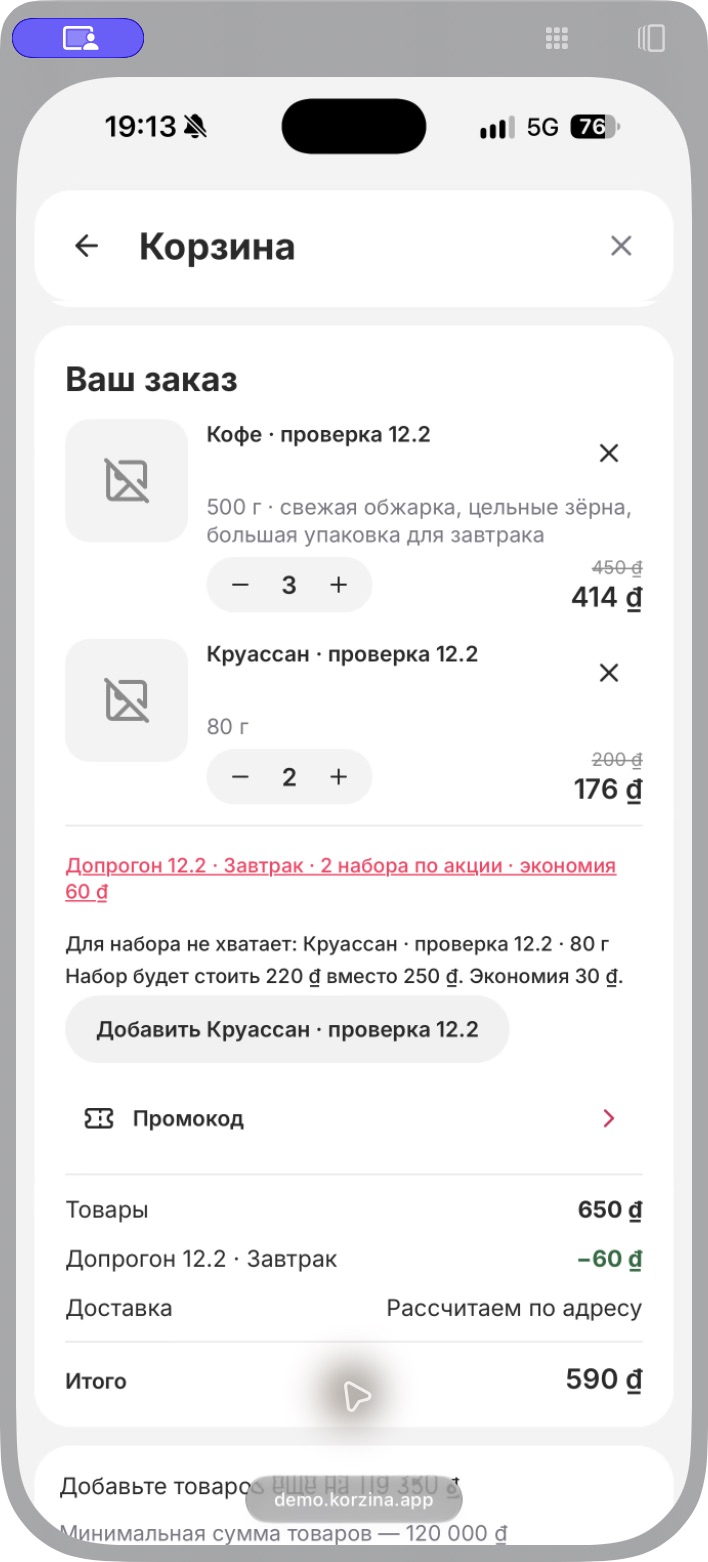 19:13
5G
76
Корзина
Ваш заказ
Кофе · проверка 12.2
500 г · свежая обжарка, цельные зёрна,
большая упаковка для завтрака
450 ₫
3
414 ₫
Круассан · проверка 12.2
80 г
200 ₫
2
176 ₫
Допрогон 12.2 · Завтрак · 2 набора по акции · экономия
60 ₫
Для набора не хватает: Круассан · проверка 12.2 · 80 г
Набор будет стоить 220 ₫ вместо 250 ₫. Экономия 30 ₫.
Добавить Круассан · проверка 12.2
Промокод
Товары 650 ₫
Допрогон 12.2 · Завтрак −60 ₫
Доставка Рассчитаем по адресу
Итого 590 ₫
Добавьте товаров ещё на 119 350 ₫
demo.korzina.app
Минимальная сумма товаров — 120 000 ₫